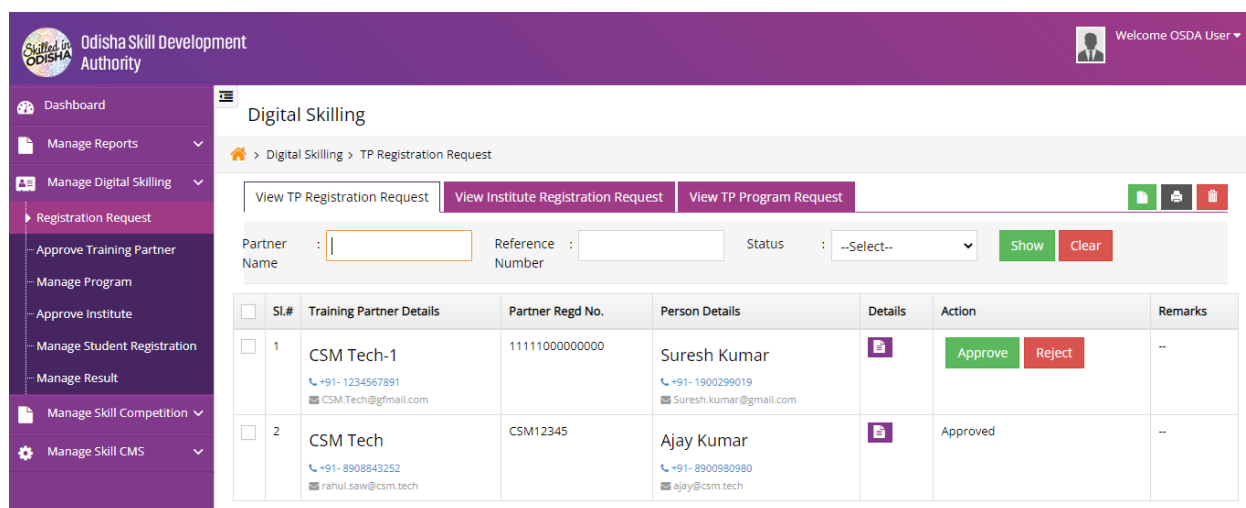 Skilled in
ODISHA
Odisha Skill Development
Authority
Welcome OSDA User
Dashboard
Manage Reports
Manage Digital Skilling
Registration Request
Approve Training Partner
Manage Program
Approve Institute
Manage Student Registration
Manage Result
Manage Skill Competition
Manage Skill CMS
Digital Skilling
> Digital Skilling > TP Registration Request
View TP Registration Request View Institute Registration Request View TP Program Request
Partner Name : Reference Number : Status : --Select-- Show Clear
Sl.# Training Partner Details Partner Regd No. Person Details Details Action Remarks
1 CSM Tech-1 11111000000000 Suresh Kumar Approve Reject --
+91- 1234567891 +91- 1900299019
CSM.Tech@gfmail.com Suresh.kumar@gmail.com
2 CSM Tech CSM12345 Ajay Kumar Approved --
+91- 8908843252 +91- 8900980980
rahul.saw@csm.tech ajay@csm.tech